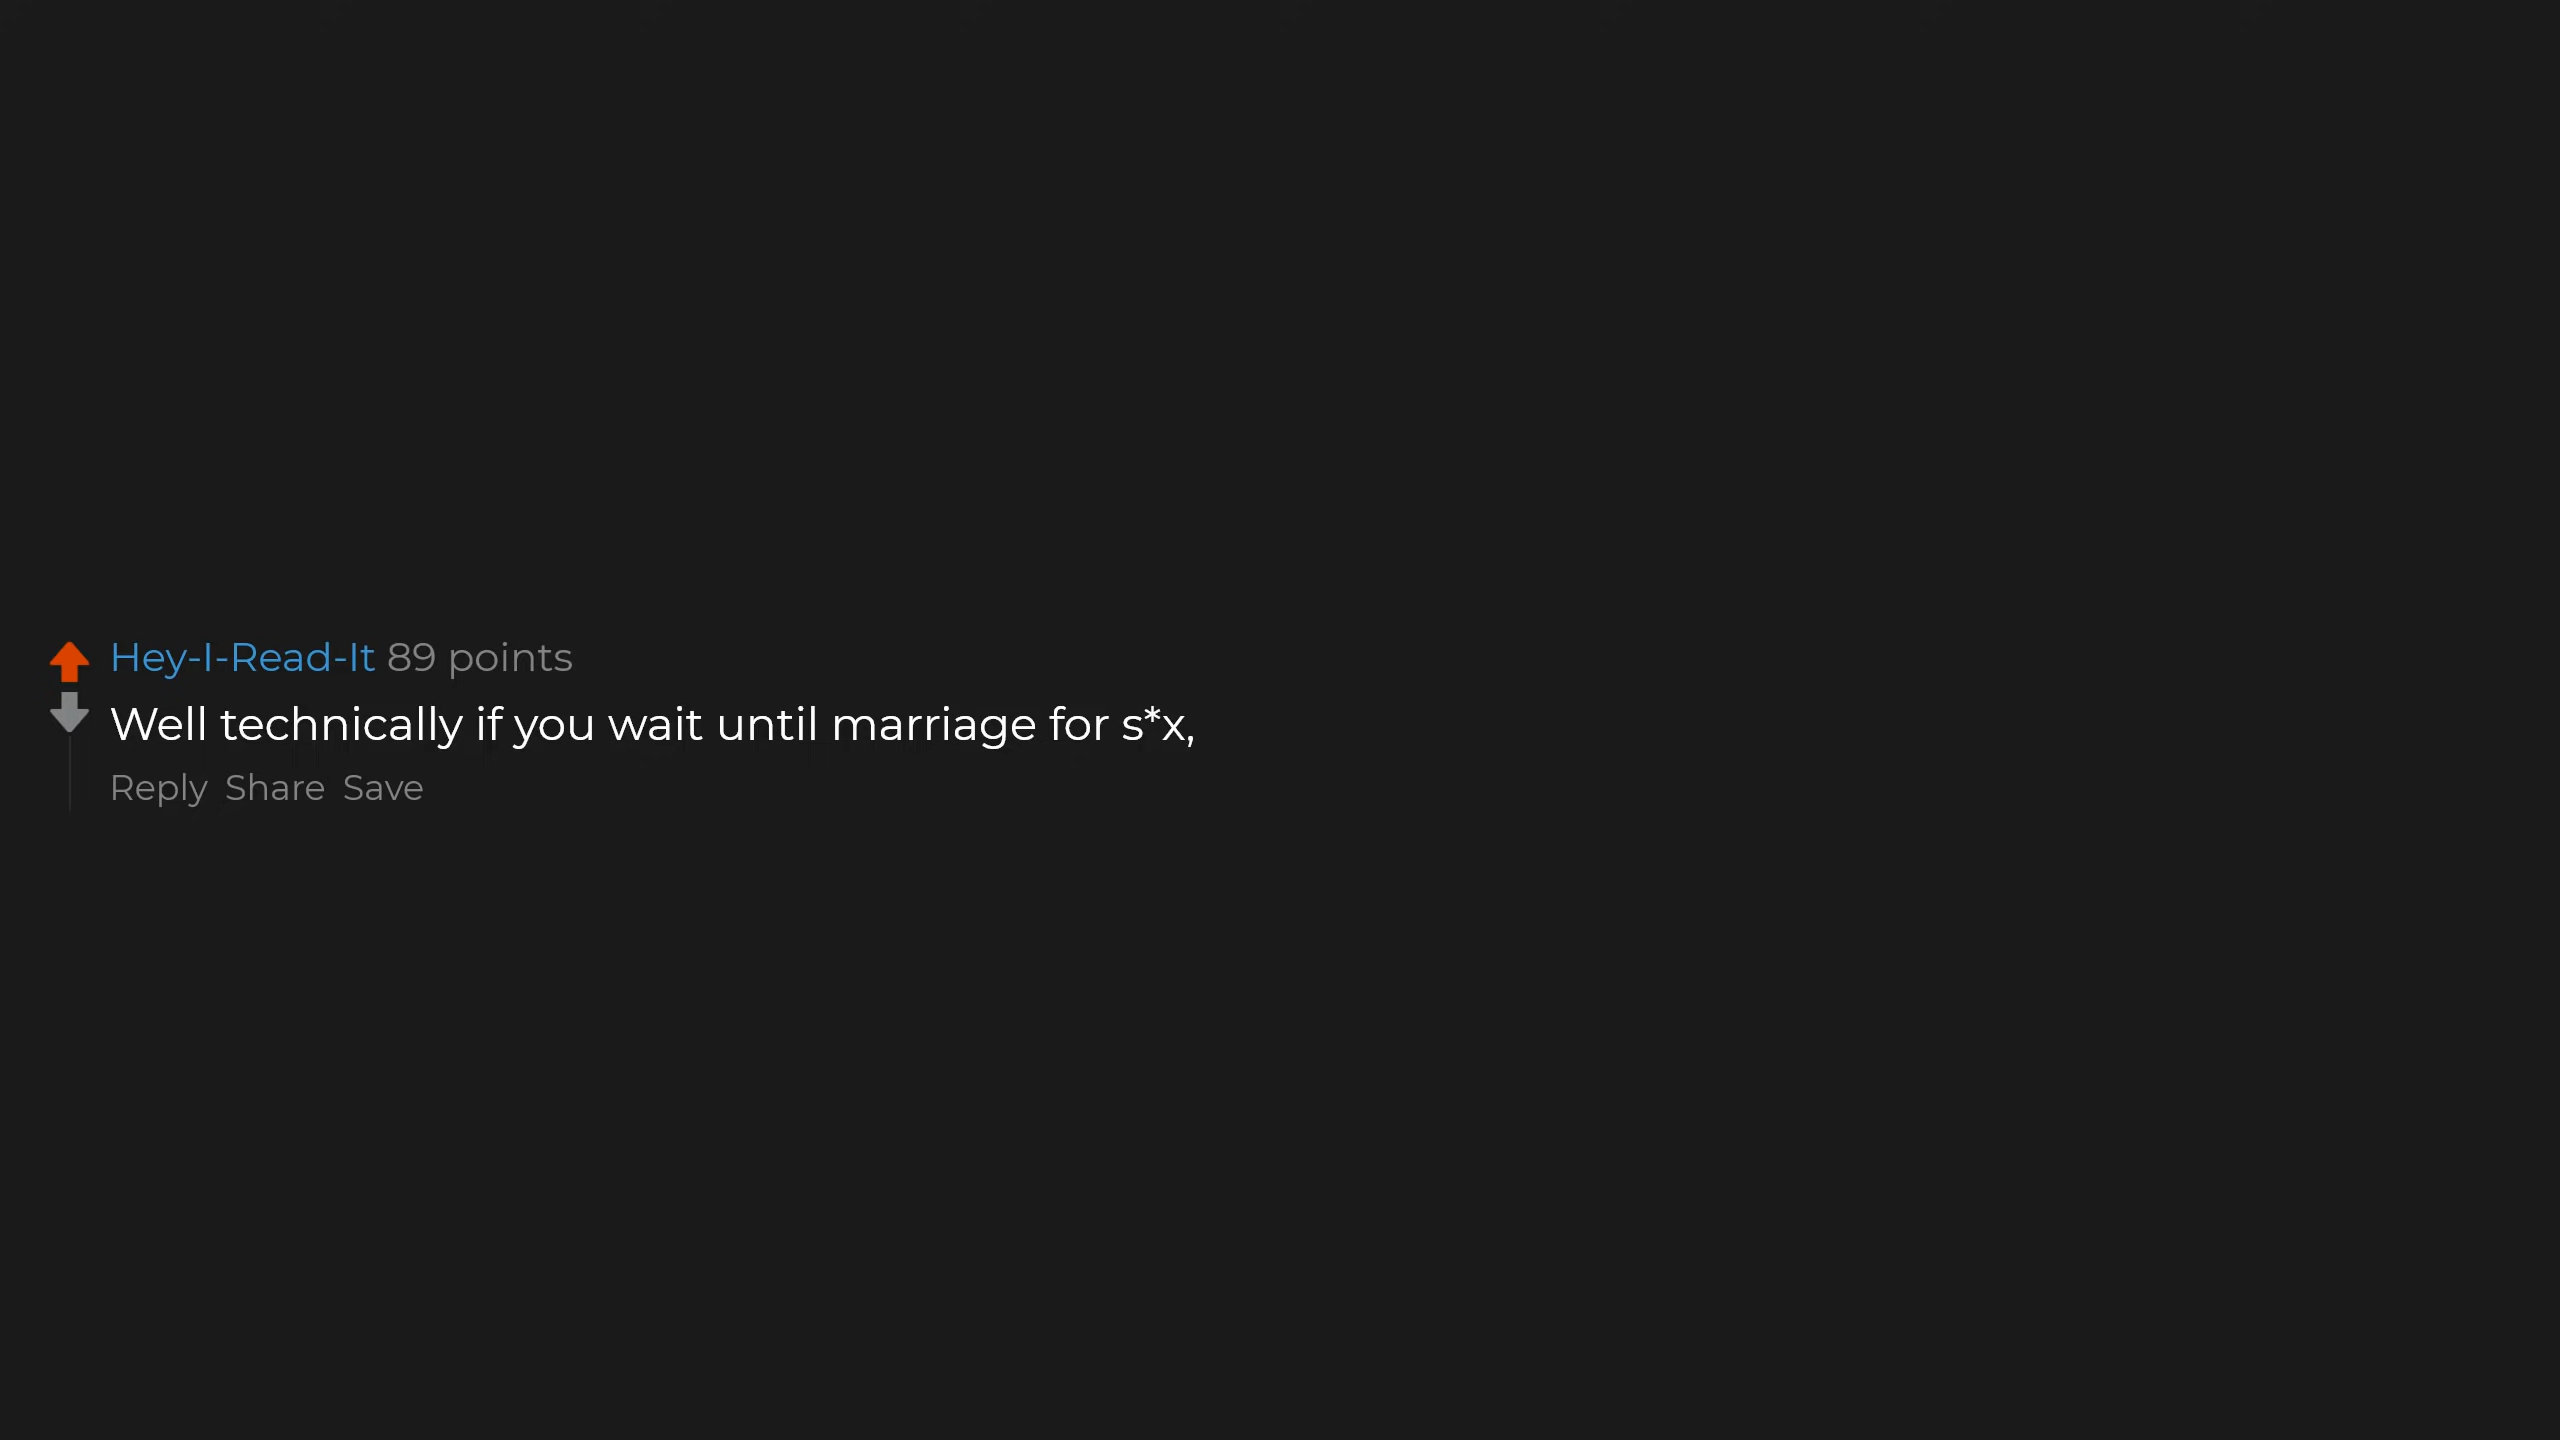 Hey-I-Read-It 89 points
Well technically if you wait until marriage for s*x,
Reply Share Save